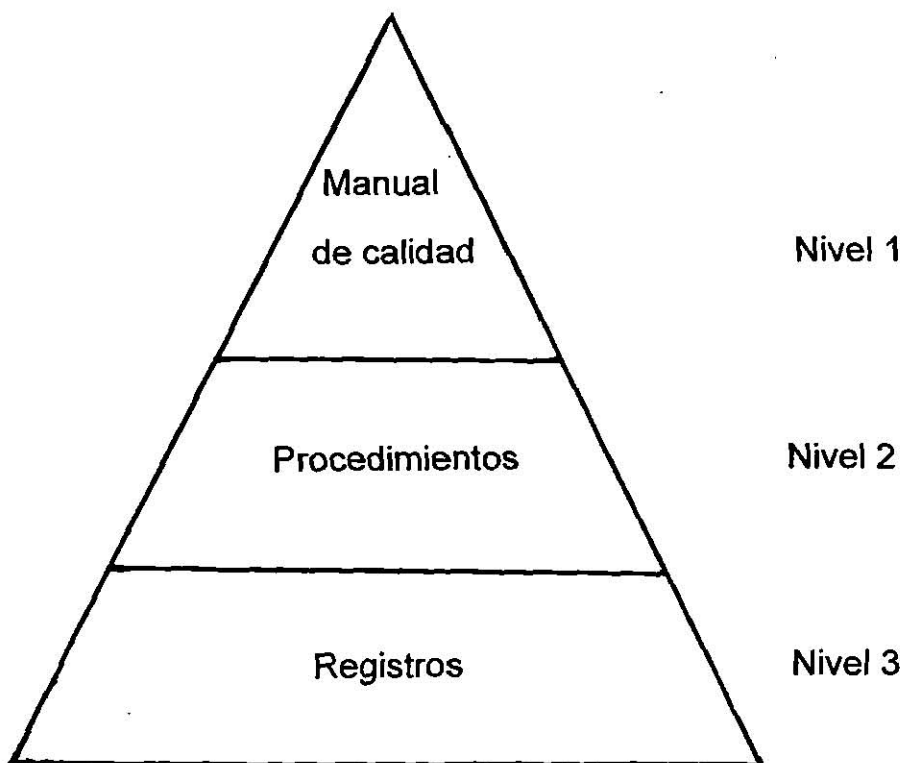 Manual
de calidad
Nivel 1
Procedimientos
Nivel 2
Registros
Nivel 3